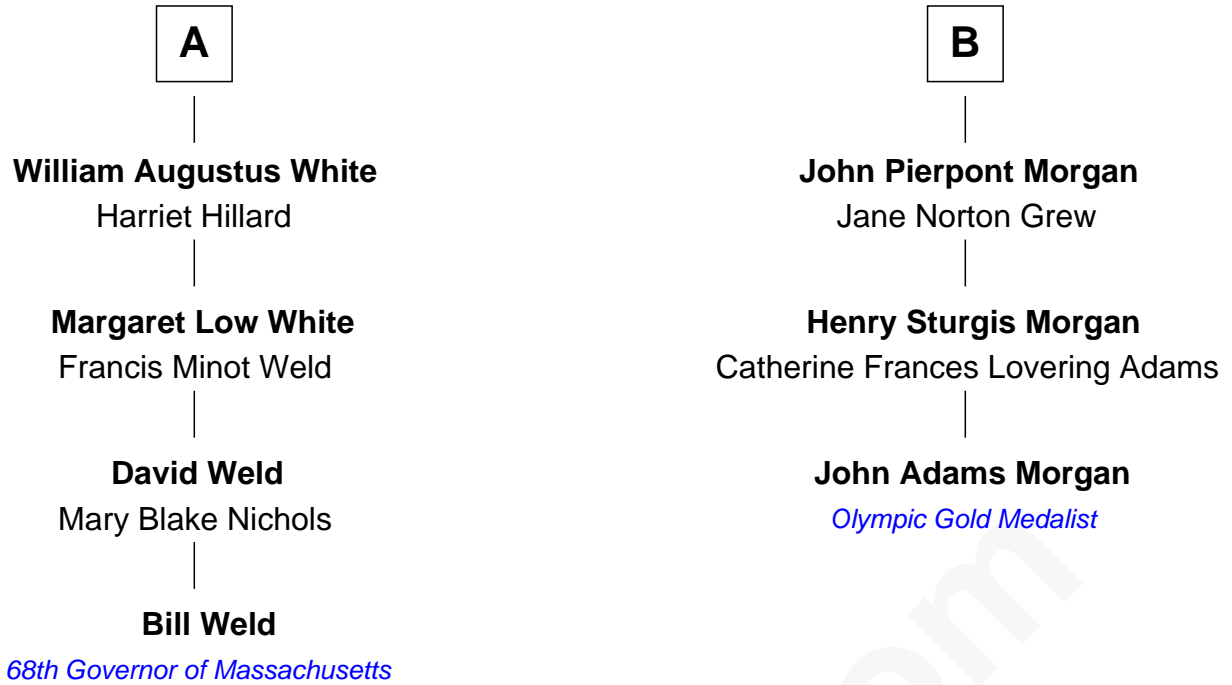 A
William Augustus White
Harriet Hillard
Margaret Low White
Francis Minot Weld
David Weld
Mary Blake Nichols
Bill Weld
68th Governor of Massachusetts
B
John Pierpont Morgan
Jane Norton Grew
Henry Sturgis Morgan
Catherine Frances Lovering Adams
John Adams Morgan
Olympic Gold Medalist
om